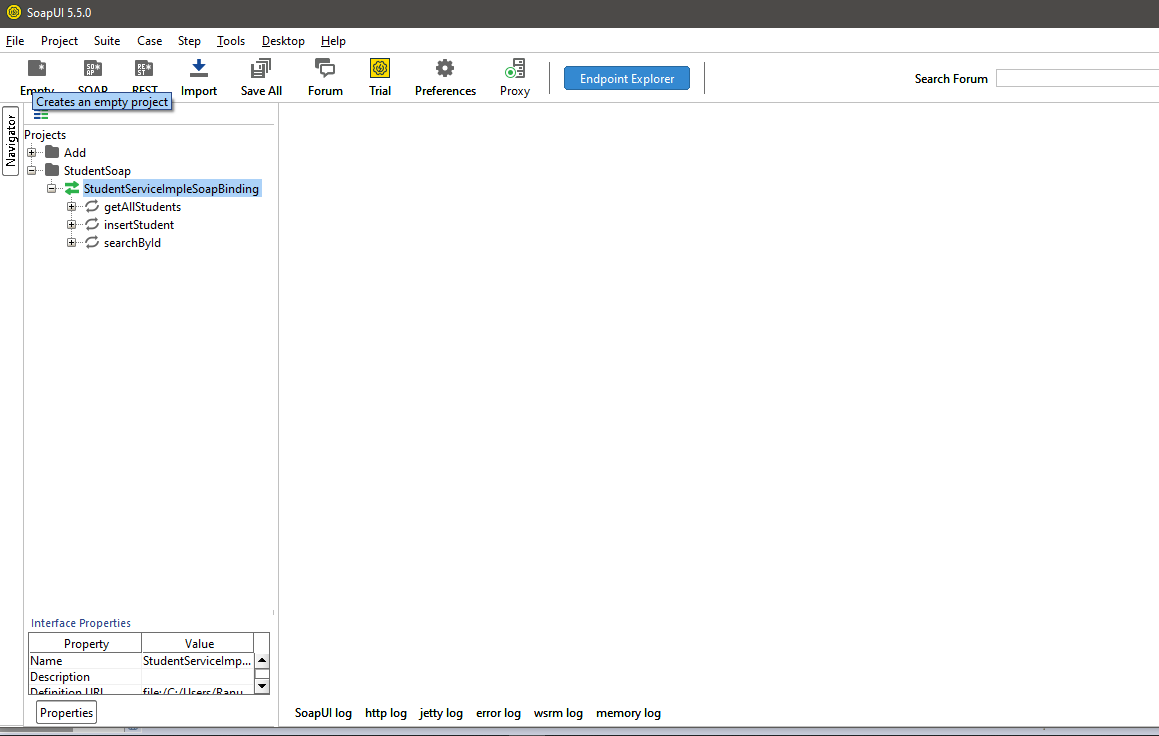 SoapUI 5.5.0
File Project Suite Case Step Tools Desktop Help
Empty SOAP REST Import Save All Forum Trial Preferences Proxy Endpoint Explorer Search Forum
Creates an empty project
Navigator
Projects
Add
StudentSoap
StudentServiceImpleSoapBinding
getAllStudents
insertStudent
searchById
Interface Properties
Property Value
Name StudentServiceImp...
Description
Definition URL file:/C:/Users/Ranu...
Properties
SoapUI log http log jetty log error log wsrm log memory log